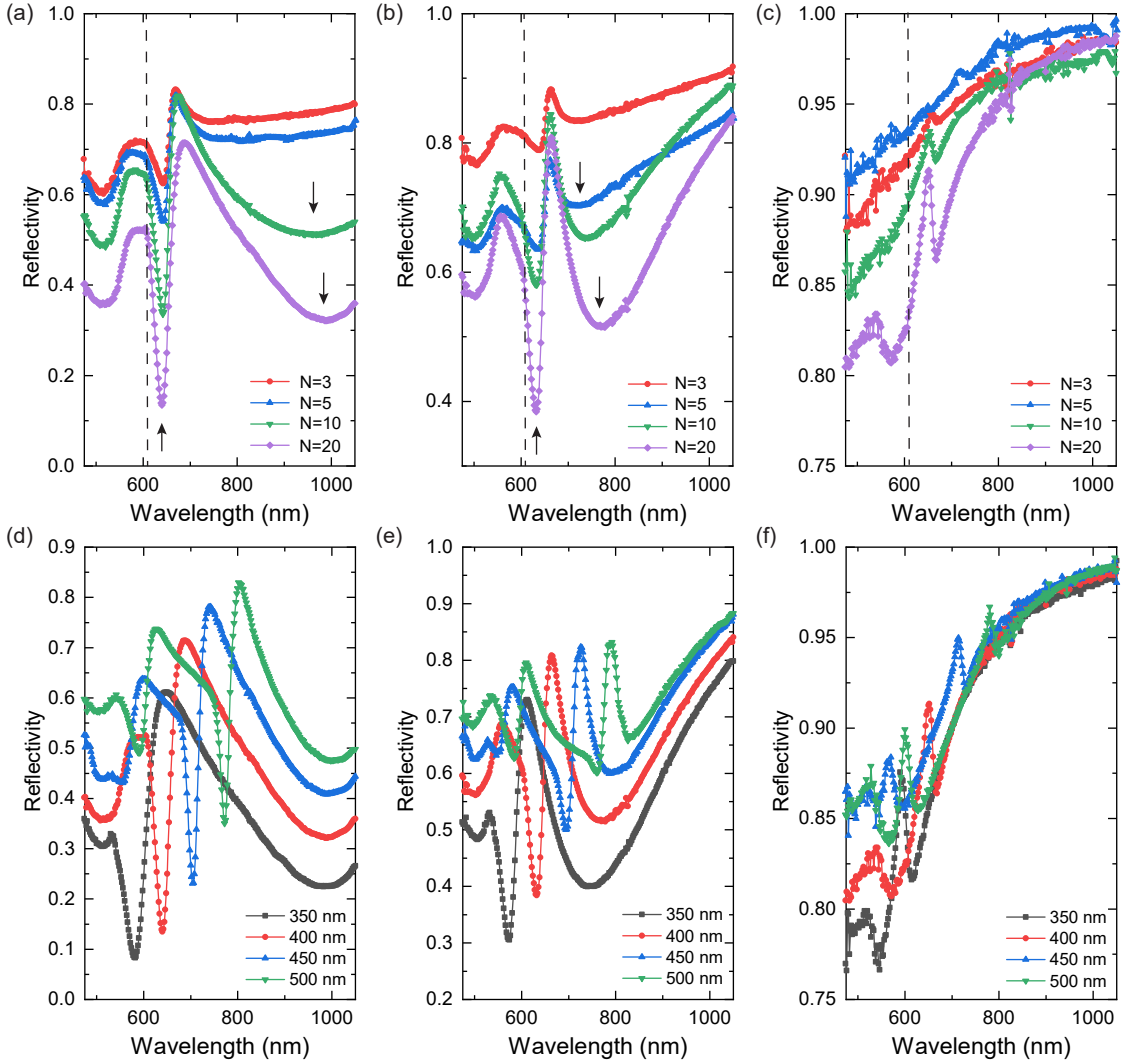 (a)
1.0
0.8
0.6
0.4
0.2
0.0
Reflectivity
600
800
1000
Wavelength (nm)
N=3
N=5
N=10
N=20
(b)
1.0
0.8
0.6
0.4
Reflectivity
600
800
1000
Wavelength (nm)
N=3
N=5
N=10
N=20
(c)
1.00
0.95
0.90
0.85
0.80
0.75
Reflectivity
600
800
1000
Wavelength (nm)
N=3
N=5
N=10
N=20
(d)
0.9
0.8
0.7
0.6
0.5
0.4
0.3
0.2
0.1
0.0
Reflectivity
600
800
1000
Wavelength (nm)
350 nm
400 nm
450 nm
500 nm
(e)
1.0
0.9
0.8
0.7
0.6
0.5
0.4
0.3
0.2
Reflectivity
600
800
1000
Wavelength (nm)
350 nm
400 nm
450 nm
500 nm
(f)
1.00
0.95
0.90
0.85
0.80
0.75
Reflectivity
600
800
1000
Wavelength (nm)
350 nm
400 nm
450 nm
500 nm